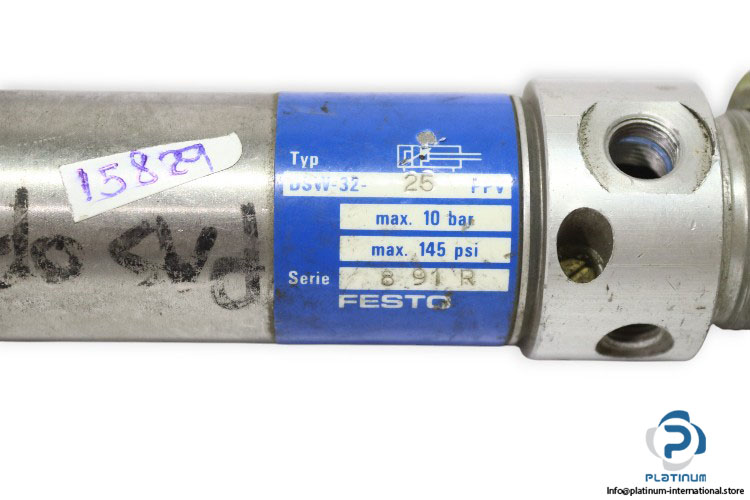 15829
Typ
DSW-32- 25 PPV
max. 10 bar
max. 145 psi
Serie 8 91 R
FESTO
PLATINUM
Info@platinum-international.store